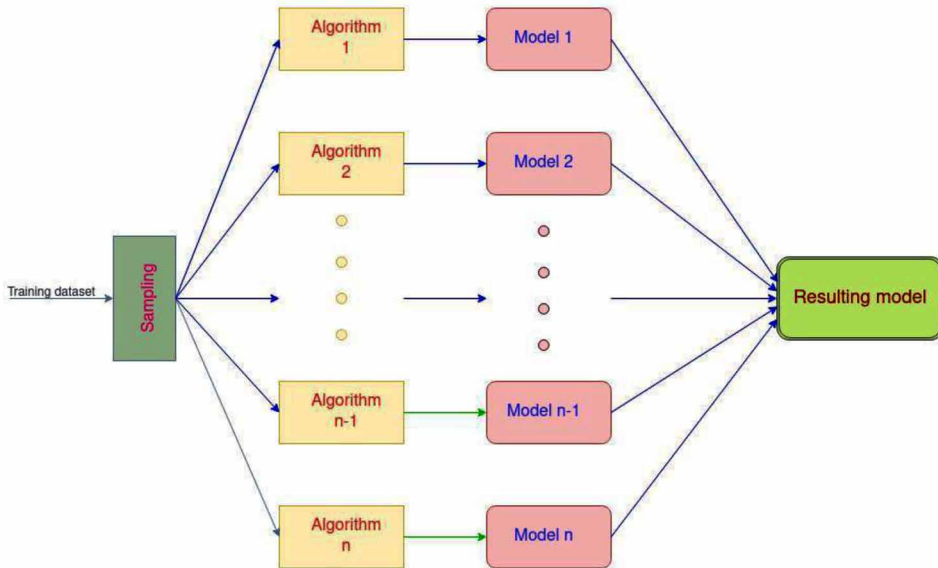 Training dataset
Sampling
Algorithm
1
Model 1
Algorithm
2
Model 2
Algorithm
n-1
Model n-1
Algorithm
n
Model n
Resulting model